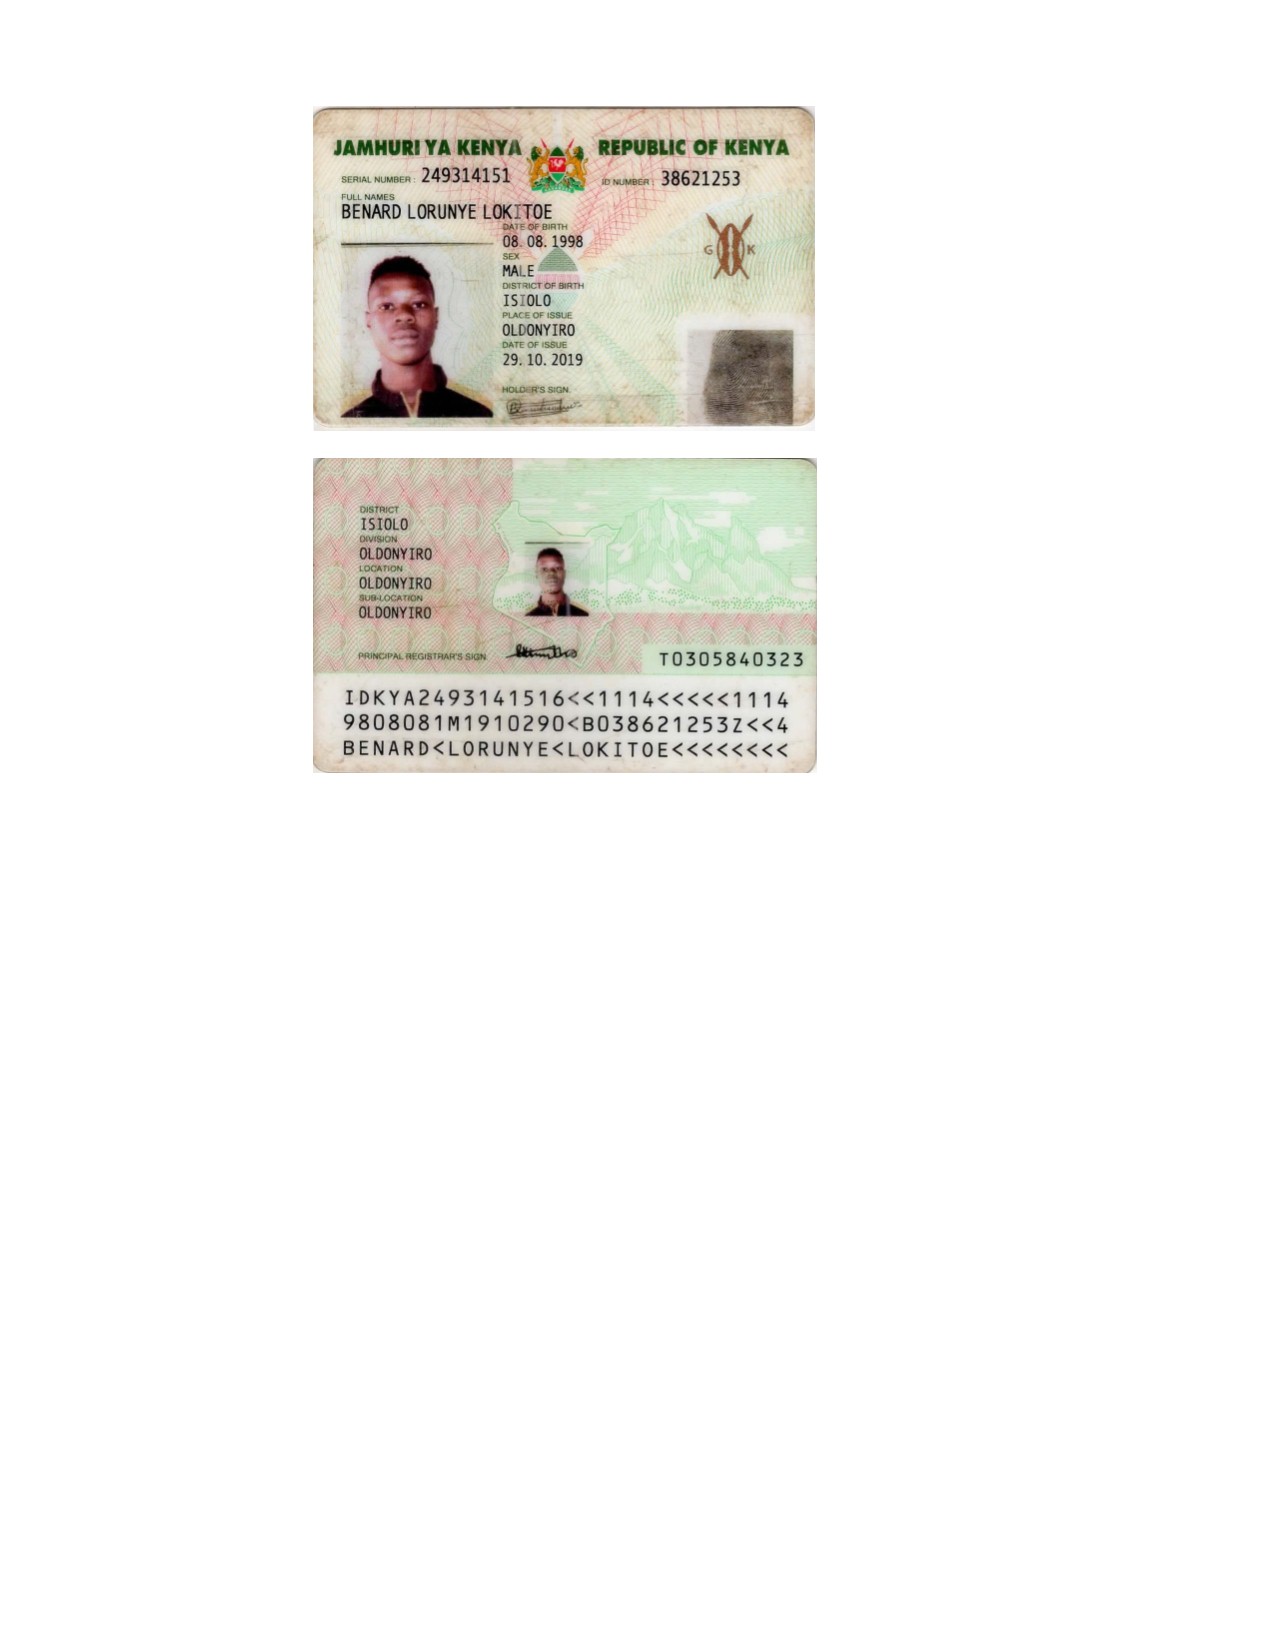 JAMHURI YA KENYA REPUBLIC OF KENYA
SERIAL NUMBER : 249314151 ID NUMBER : 38621253
FULL NAMES
BENARD LORUNYE LOKITOE
DATE OF BIRTH
08. 08. 1998
SEX
MALE
G K
DISTRICT OF BIRTH
ISIOLO
PLACE OF ISSUE
OLDONYIRO
DATE OF ISSUE
29. 10. 2019
HOLDER'S SIGN.
DISTRICT
ISIOLO
DIVISION
OLDONYIRO
LOCATION
OLDONYIRO
SUB-LOCATION
OLDONYIRO
PRINCIPAL REGISTRAR'S SIGN.
T0305840323
IDKYA2493141516<<1114<<<<<1114
9808081M1910290<B038621253Z<<4
BENARD<LORUNYE<LOKITOE<<<<<<<<